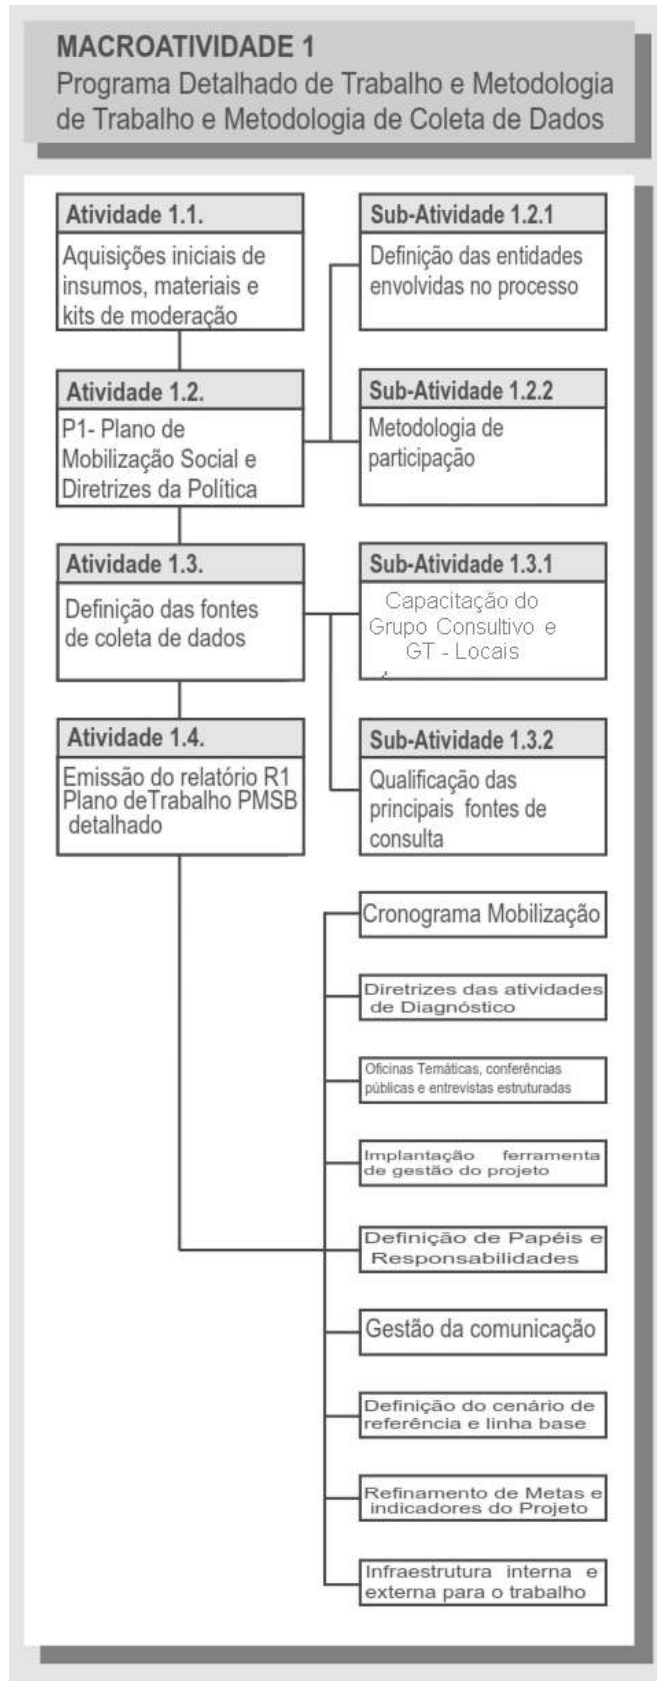 MACROATIVIDADE 1
Programa Detalhado de Trabalho e Metodologia
de Trabalho e Metodologia de Coleta de Dados
Atividade 1.1.
Aquisições iniciais de
insumos, materiais e
kits de moderação
Sub-Atividade 1.2.1
Definição das entidades
envolvidas no processo
Atividade 1.2.
P1- Plano de
Mobilização Social e
Diretrizes da Política
Sub-Atividade 1.2.2
Metodologia de
participação
Atividade 1.3.
Definição das fontes
de coleta de dados
Sub-Atividade 1.3.1
Capacitação do
Grupo Consultivo e
GT - Locais
Atividade 1.4.
Emissão do relatório R1
Plano deTrabalho PMSB
detalhado
Sub-Atividade 1.3.2
Qualificação das
principais fontes de
consulta
Cronograma Mobilização
Diretrizes das atividades
de Diagnóstico
Oficinas Temáticas, conferências
públicas e entrevistas estruturadas
Implantação ferramenta
de gestão do projeto
Definição de Papéis e
Responsabilidades
Gestão da comunicação
Definição do cenário de
referência e linha base
Refinamento de Metas e
indicadores do Projeto
Infraestrutura interna e
externa para o trabalho